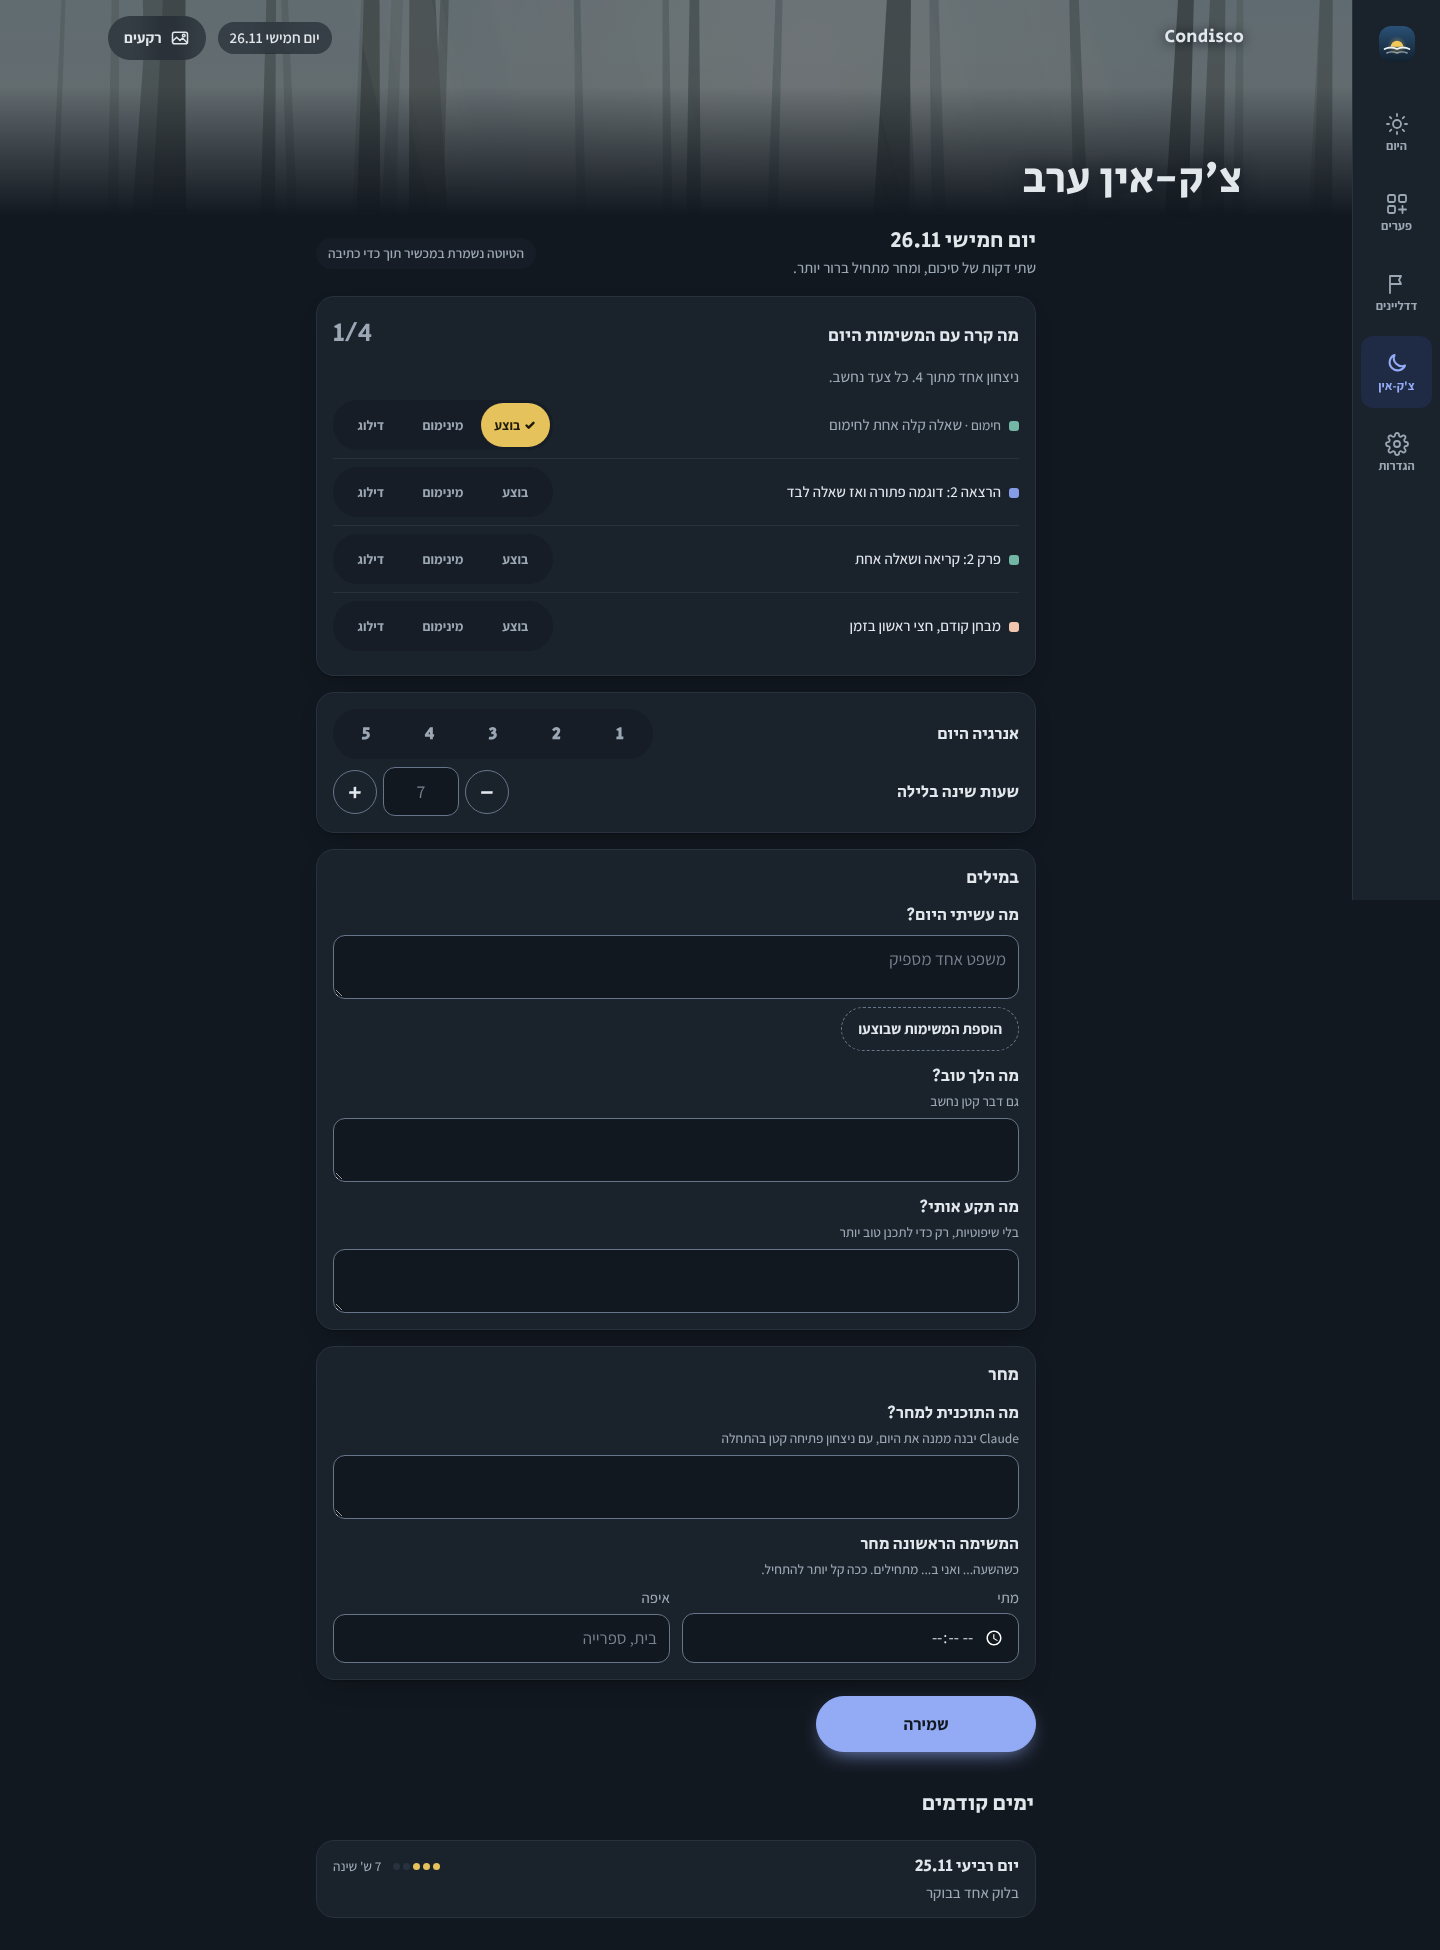 Condisco
יום חמישי 26.11
רקעים
היום
פערים
דדליינים
צ'ק-אין
הגדרות
צ'ק-אין ערב
יום חמישי 26.11
שתי דקות של סיכום, ומחר מתחיל ברור יותר.
הטיוטה נשמרת במכשיר תוך כדי כתיבה
מה קרה עם המשימות היום
1/4
ניצחון אחד מתוך 4. כל צעד נחשב.
חימום · שאלה קלה אחת לחימום
✓ בוצע מינימום דילוג
הרצאה 2: דוגמה פתורה ואז שאלה לבד
בוצע מינימום דילוג
פרק 2: קריאה ושאלה אחת
בוצע מינימום דילוג
מבחן קודם, חצי ראשון בזמן
בוצע מינימום דילוג
אנרגיה היום
1 2 3 4 5
שעות שינה בלילה
− 7 +
במילים
מה עשיתי היום?
משפט אחד מספיק
הוספת המשימות שבוצעו
מה הלך טוב?
גם דבר קטן נחשב
מה תקע אותי?
בלי שיפוטיות, רק כדי לתכנן טוב יותר
מחר
מה התוכנית למחר?
Claude יבנה ממנה את היום, עם ניצחון פתיחה קטן בהתחלה
המשימה הראשונה מחר
כשהשעה... ואני ב... מתחילים. ככה קל יותר להתחיל.
מתי
איפה
--:-- --
בית, ספרייה
שמירה
ימים קודמים
יום רביעי 25.11
7 ש' שינה
בלוק אחד בבוקר